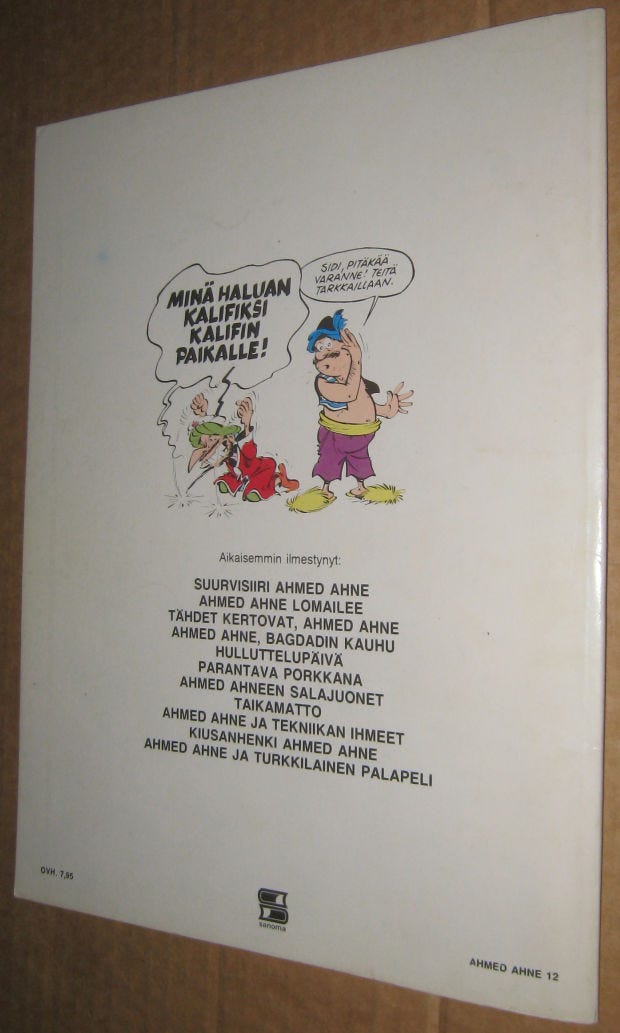 MINÄ HALUAN
KALIFIKSI
KALIFIN
PAIKALLE!
SIDI, PITÄKÄÄ
VARANNE! TEITÄ
TARKKAILLAAN.
Aikaisemmin ilmestynyt:
SUURVISIIRI AHMED AHNE
AHMED AHNE LOMAILEE
TÄHDET KERTOVAT, AHMED AHNE
AHMED AHNE, BAGDADIN KAUHU
HULLUTTELUPÄIVÄ
PARANTAVA PORKKANA
AHMED AHNEEN SALAJUONET
TAIKAMATTO
AHMED AHNE JA TEKNIIKAN IHMEET
KIUSANHENKI AHMED AHNE
AHMED AHNE JA TURKKILAINEN PALAPELI
OVH. 7,95
sanoma
AHMED AHNE 12